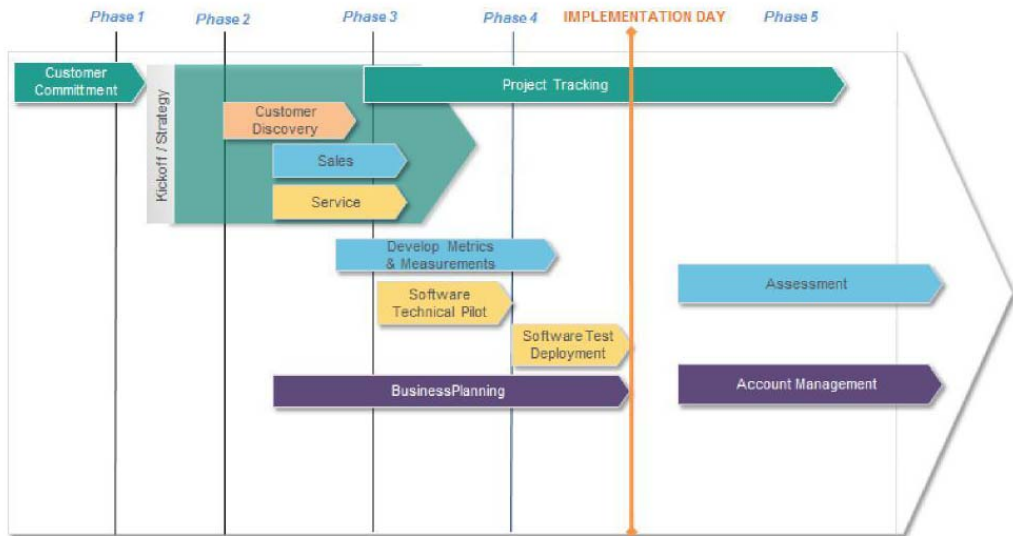 Phase 1
Phase 2
Phase 3
Phase 4
IMPLEMENTATION DAY
Phase 5
Customer
Committment
Kickoff / Strategy
Project Tracking
Customer
Discovery
Sales
Service
Develop Metrics
& Measurements
Assessment
Software
Technical Pilot
Software Test
Deployment
BusinessPlanning
Account Management